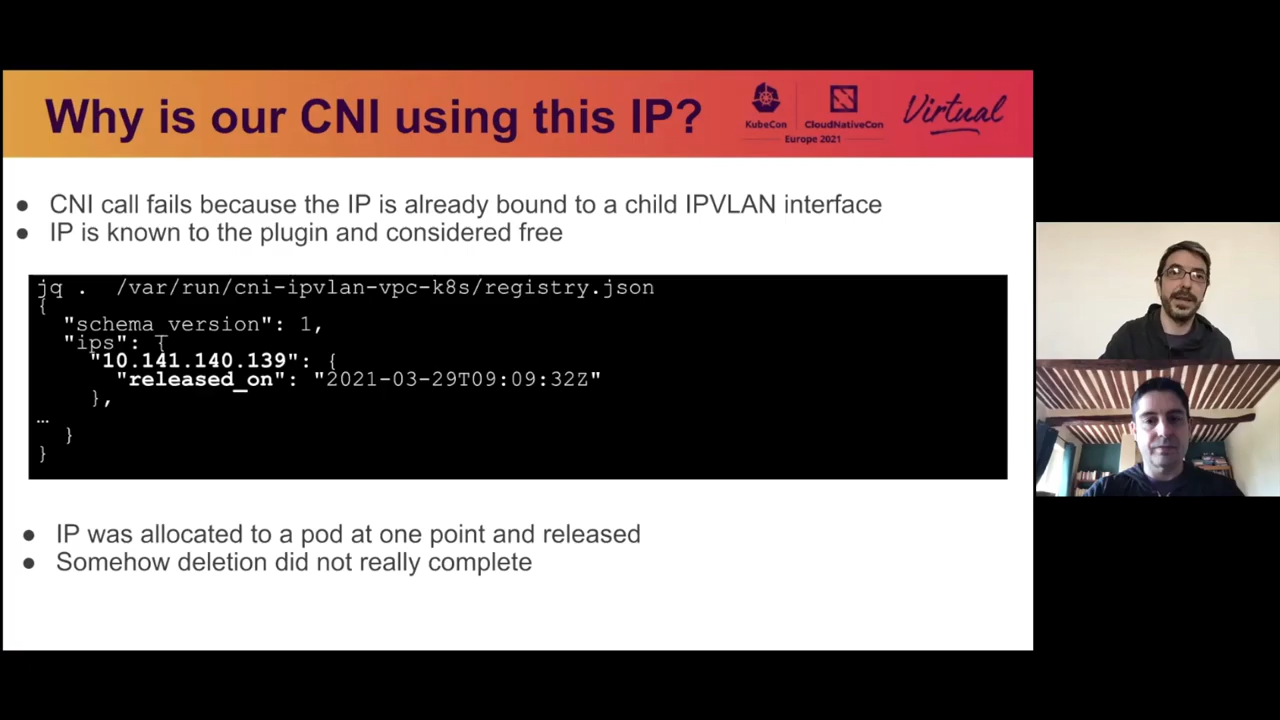 Why is our CNI using this IP?
KubeCon
CloudNativeCon
Europe 2021
Virtual
● CNI call fails because the IP is already bound to a child IPVLAN interface
● IP is known to the plugin and considered free
jq . /var/run/cni-ipvlan-vpc-k8s/registry.json
{
"schema_version": 1,
"ips": {
"10.141.140.139": {
"released_on": "2021-03-29T09:09:32Z"
},
…
}
}
● IP was allocated to a pod at one point and released
● Somehow deletion did not really complete